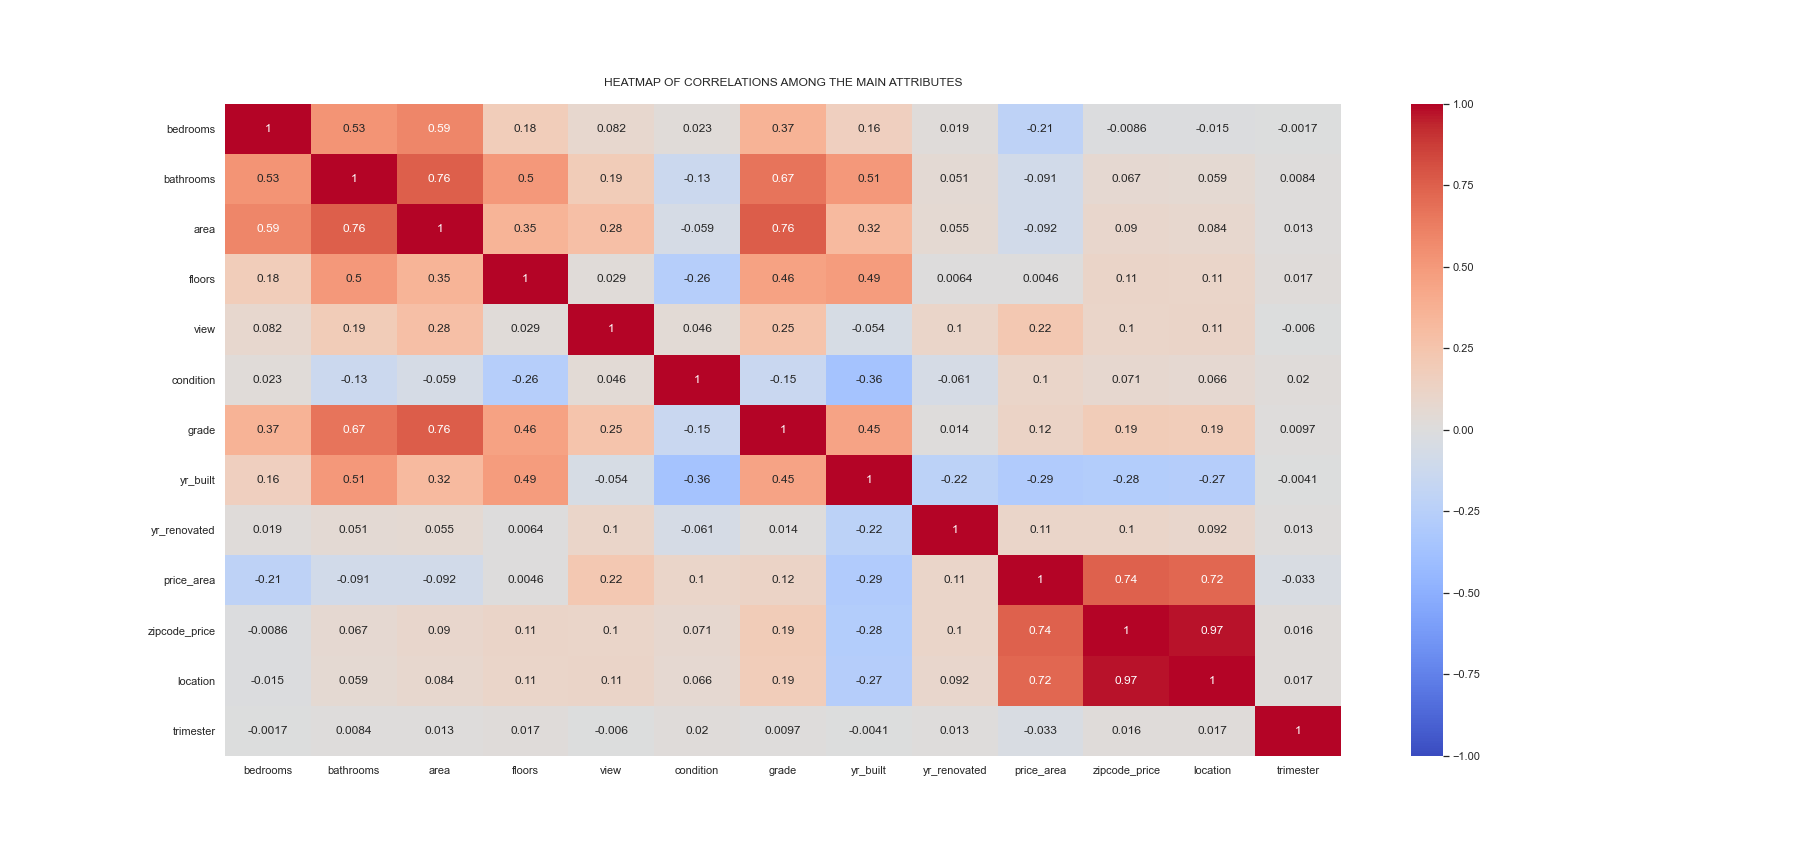 HEATMAP OF CORRELATIONS AMONG THE MAIN ATTRIBUTES
bedrooms 1 0.53 0.59 0.18 0.082 0.023 0.37 0.16 0.019 -0.21 -0.0086 -0.015 -0.0017
bathrooms 0.53 1 0.76 0.5 0.19 -0.13 0.67 0.51 0.051 -0.091 0.067 0.059 0.0084
area 0.59 0.76 1 0.35 0.28 -0.059 0.76 0.32 0.055 -0.092 0.09 0.084 0.013
floors 0.18 0.5 0.35 1 0.029 -0.26 0.46 0.49 0.0064 0.0046 0.11 0.11 0.017
view 0.082 0.19 0.28 0.029 1 0.046 0.25 -0.054 0.1 0.22 0.1 0.11 -0.006
condition 0.023 -0.13 -0.059 -0.26 0.046 1 -0.15 -0.36 -0.061 0.1 0.071 0.066 0.02
grade 0.37 0.67 0.76 0.46 0.25 -0.15 1 0.45 0.014 0.12 0.19 0.19 0.0097
yr_built 0.16 0.51 0.32 0.49 -0.054 -0.36 0.45 1 -0.22 -0.29 -0.28 -0.27 -0.0041
yr_renovated 0.019 0.051 0.055 0.0064 0.1 -0.061 0.014 -0.22 1 0.11 0.1 0.092 0.013
price_area -0.21 -0.091 -0.092 0.0046 0.22 0.1 0.12 -0.29 0.11 1 0.74 0.72 -0.033
zipcode_price -0.0086 0.067 0.09 0.11 0.1 0.071 0.19 -0.28 0.1 0.74 1 0.97 0.016
location -0.015 0.059 0.084 0.11 0.11 0.066 0.19 -0.27 0.092 0.72 0.97 1 0.017
trimester -0.0017 0.0084 0.013 0.017 -0.006 0.02 0.0097 -0.0041 0.013 -0.033 0.016 0.017 1
bedrooms bathrooms area floors view condition grade yr_built yr_renovated price_area zipcode_price location trimester
1.00
0.75
0.50
0.25
0.00
−0.25
−0.50
−0.75
−1.00